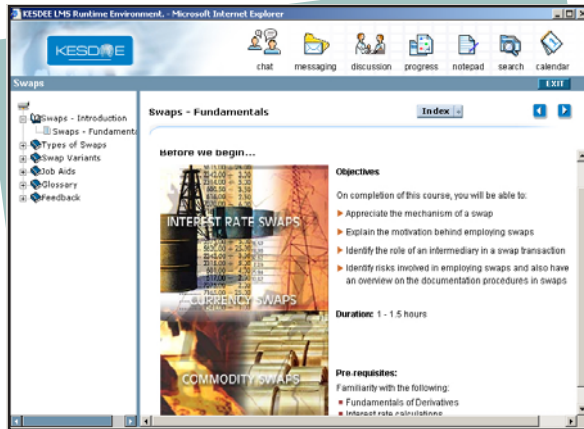 KESDEE LMS Runtime Environment, - Microsoft Internet Explorer
KESDEE
chat messaging discussion progress notepad search calendar
Swaps
EXIT
Swaps - Introduction
Swaps - Fundamenta
Types of Swaps
Swap Variants
Job Aids
Glossary
Feedback
Swaps - Fundamentals
Index
Before we begin...
INTEREST RATE SWAPS
CURRENCY SWAPS
COMMODITY SWAPS
Objectives
On completion of this course, you will be able to:
Appreciate the mechanism of a swap
Explain the motivation behind employing swaps
Identify the role of an intermediary in a swap transaction
Identify risks involved in employing swaps and also have
an overview on the documentation procedures in swaps
Duration: 1 - 1.5 hours
Pre-requisites:
Familiarity with the following:
Fundamentals of Derivatives
Interest rate calculations